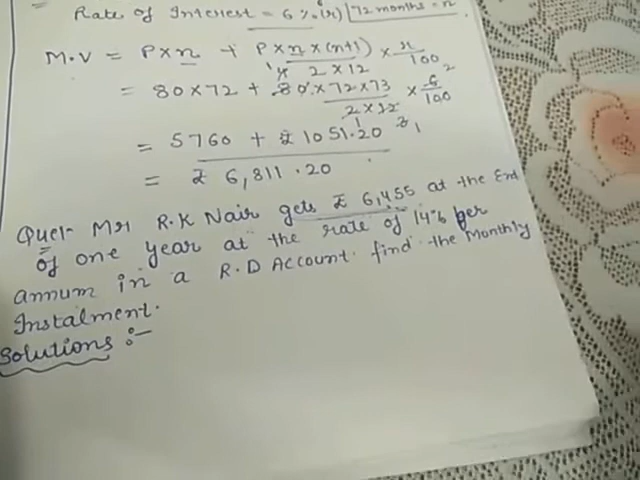 = Rate of Interest = 6 % (r) | 72 months = n
M.V = P × n + P × n × (n+1) / 2 × 12 × r/100
= 80 × 72 + 80 × 72 × 73 / 2 × 12 × 6/100
= 5760 + ₹ 1051.20
= ₹ 6,811.20
Que:- Mr R.K Nair gets ₹ 6,455 at the End
of one year at the rate of 14% per
annum in a R.D Account. find the Monthly
Instalment.
Solutions :-